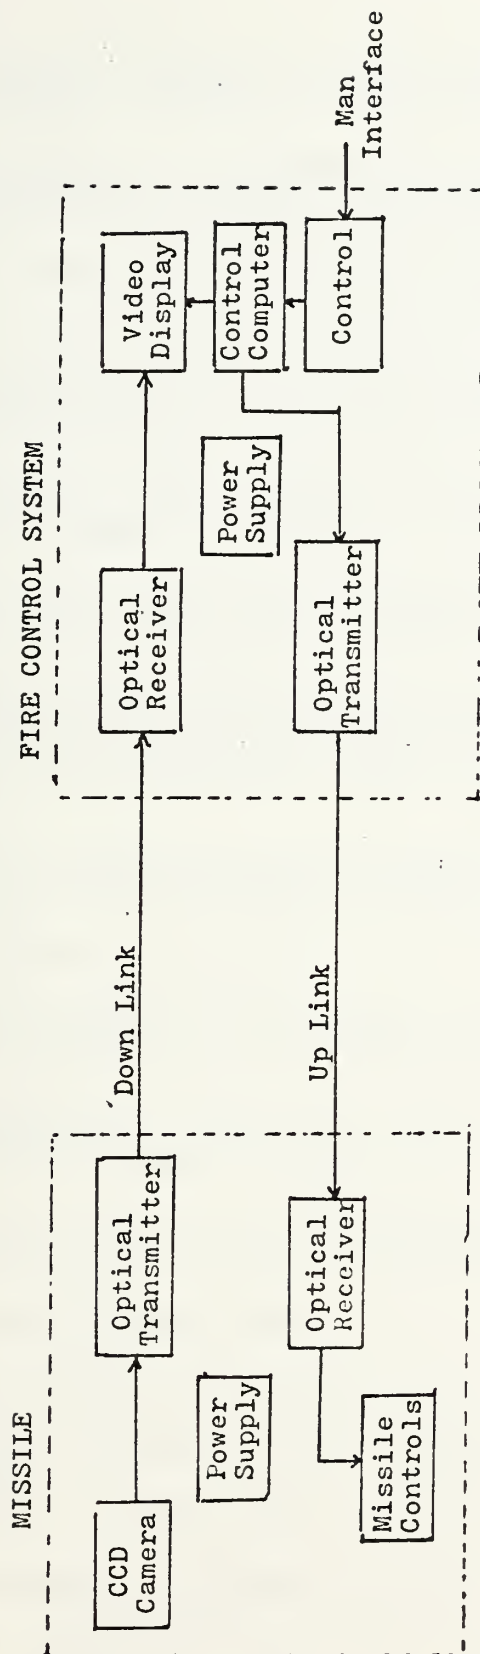 MISSILE
FIRE CONTROL SYSTEM
CCD
Camera
Optical
Transmitter
Down Link
Optical
Receiver
Video
Display
Power
Supply
Power
Supply
Control
Computer
Missile
Controls
Optical
Receiver
Up Link
Optical
Transmitter
Control
Man
Interface